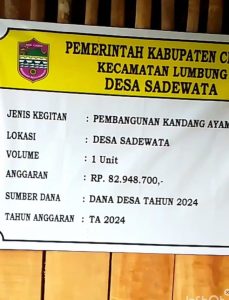 PEMERINTAH KABUPATEN
KECAMATAN LUMBUNG
DESA SADEWATA
JENIS KEGITAN : PEMBANGUNAN KANDANG AYAM
LOKASI : DESA SADEWATA
VOLUME : 1 Unit
ANGGARAN : RP. 82.948.700,-
SUMBER DANA : DANA DESA TAHUN 2024
TAHUN ANGGARAN : TA 2024